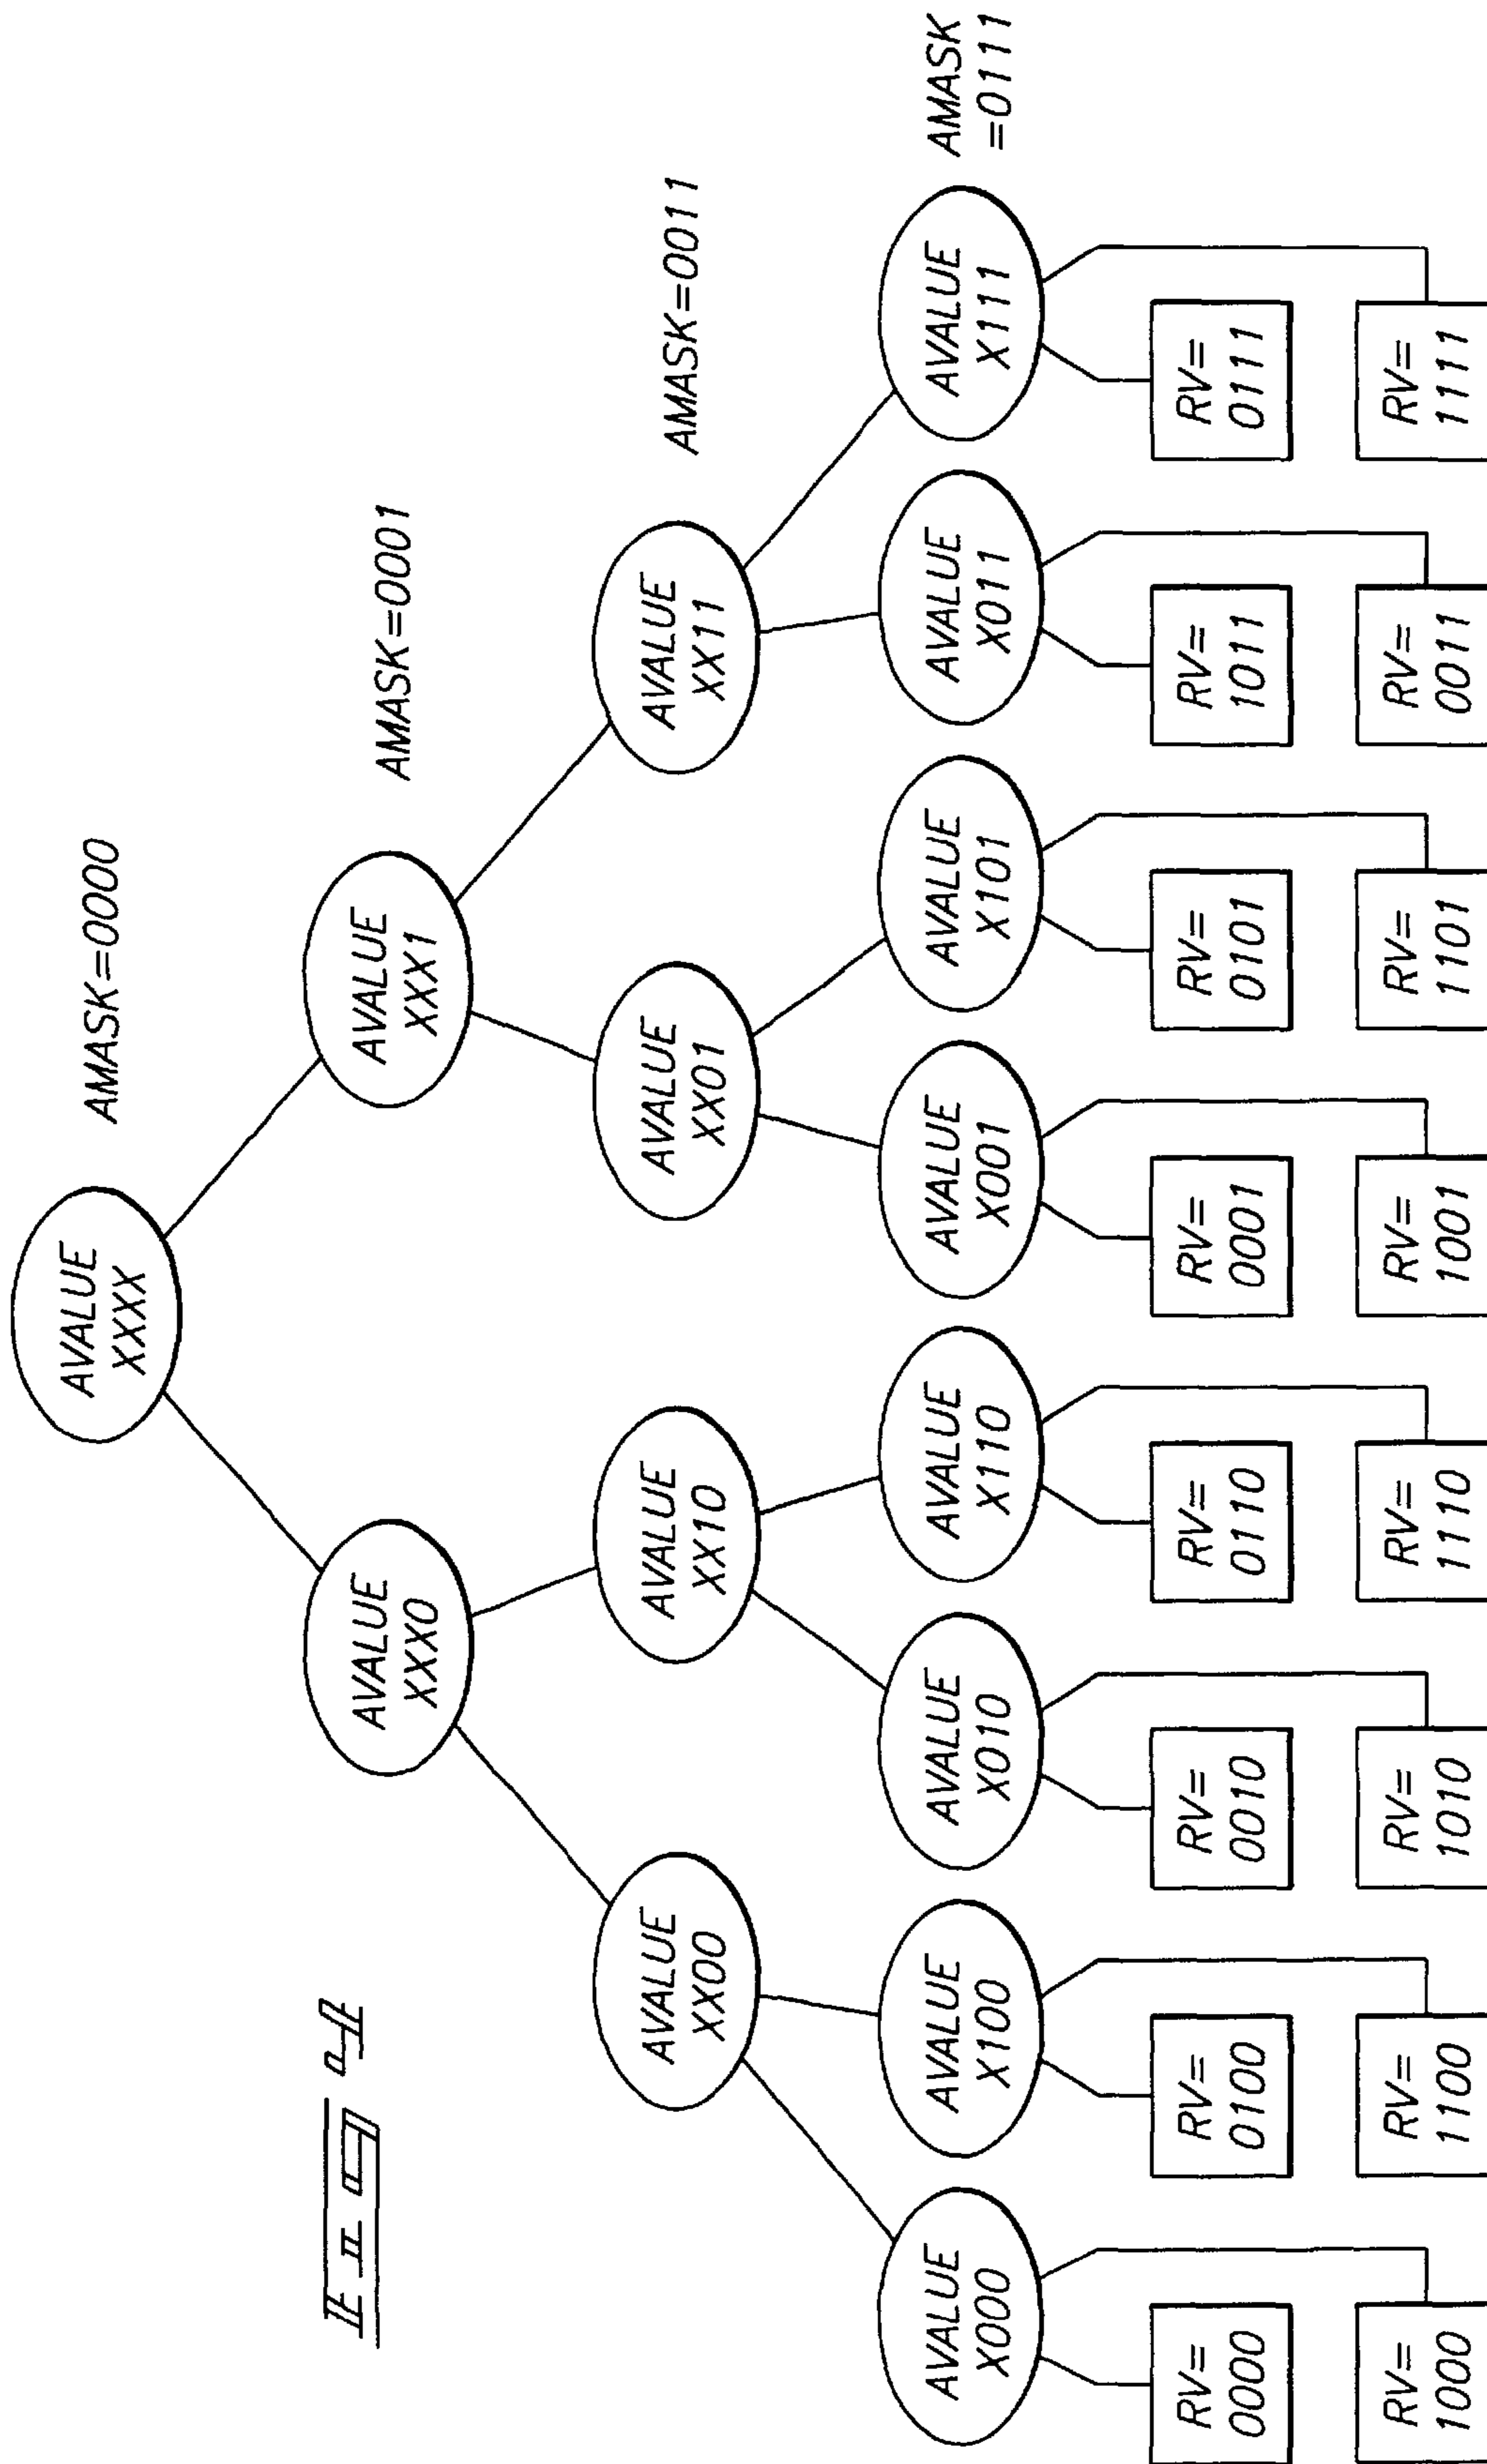 AMASK=0000
AVALUE
XXXX
AMASK=0001
AVALUE
XXX0
AVALUE
XXX1
FIG. 4
AMASK=0011
AVALUE
XX00
AVALUE
XX10
AVALUE
XX01
AVALUE
XX11
AVALUE
X000
AVALUE
X100
AVALUE
X010
AVALUE
X110
AVALUE
X001
AVALUE
X101
AVALUE
X011
AVALUE
X111
AMASK
=0111
RV=
0000
RV=
0100
RV=
0010
RV=
0110
RV=
0001
RV=
0101
RV=
1011
RV=
0111
RV=
1000
RV=
1100
RV=
1010
RV=
1110
RV=
1001
RV=
1101
RV=
0011
RV=
1111